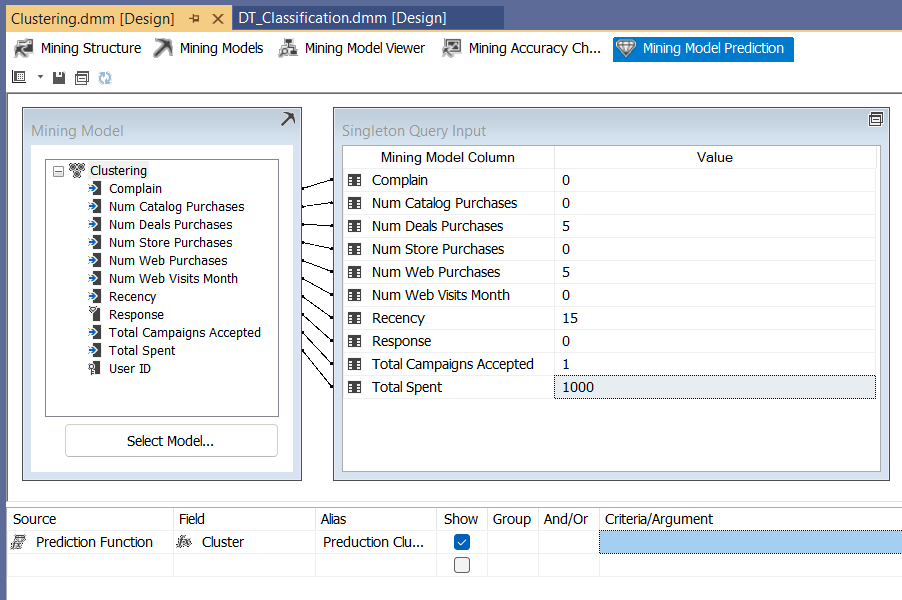 Clustering.dmm [Design] DT_Classification.dmm [Design]
Mining Structure Mining Models Mining Model Viewer Mining Accuracy Ch... Mining Model Prediction
Mining Model
Clustering
Complain
Num Catalog Purchases
Num Deals Purchases
Num Store Purchases
Num Web Purchases
Num Web Visits Month
Recency
Response
Total Campaigns Accepted
Total Spent
User ID
Select Model...
Singleton Query Input
Mining Model Column Value
Complain 0
Num Catalog Purchases 0
Num Deals Purchases 5
Num Store Purchases 0
Num Web Purchases 5
Num Web Visits Month 0
Recency 15
Response 0
Total Campaigns Accepted 1
Total Spent 1000
Source Field Alias Show Group And/Or Criteria/Argument
Prediction Function Cluster Preduction Clu...